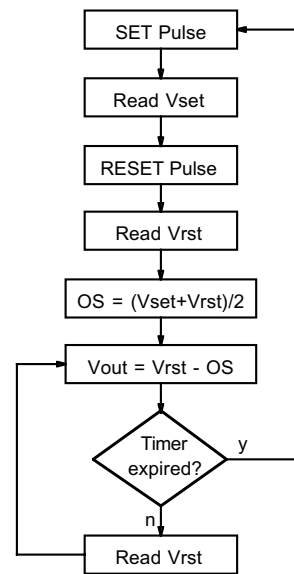 SET Pulse
Read Vset
RESET Pulse
Read Vrst
OS = (Vset+Vrst)/2
Vout = Vrst - OS
Timer
expired?
y
n
Read Vrst